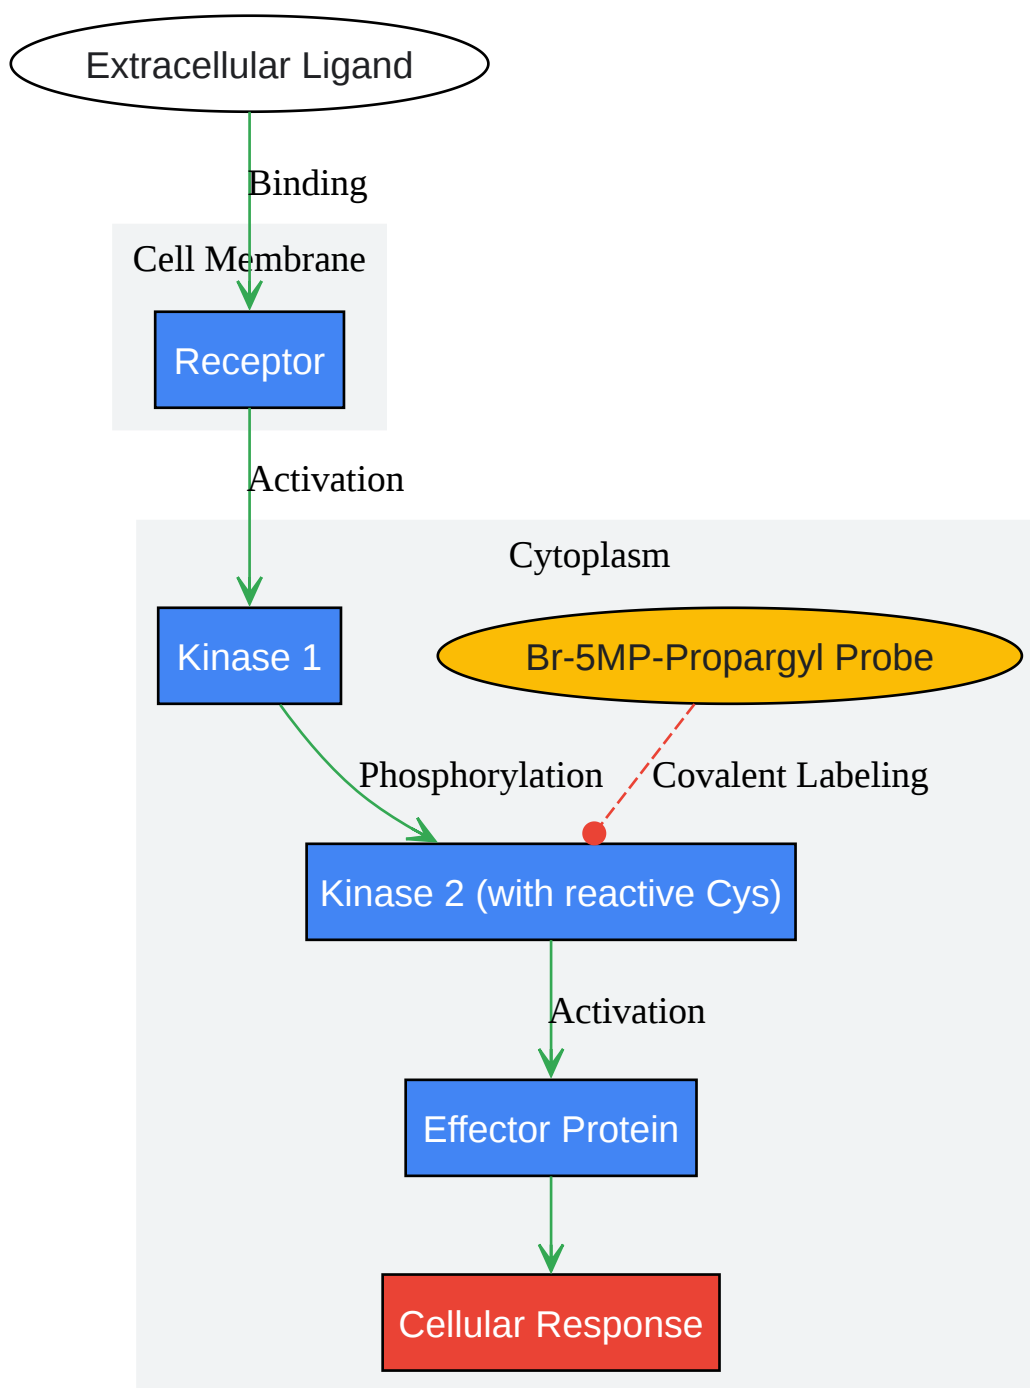 Extracellular Ligand
Binding
Cell Membrane
Receptor
Activation
Cytoplasm
Kinase 1
Br-5MP-Propargyl Probe
Phosphorylation
Covalent Labeling
Kinase 2 (with reactive Cys)
Activation
Effector Protein
Cellular Response